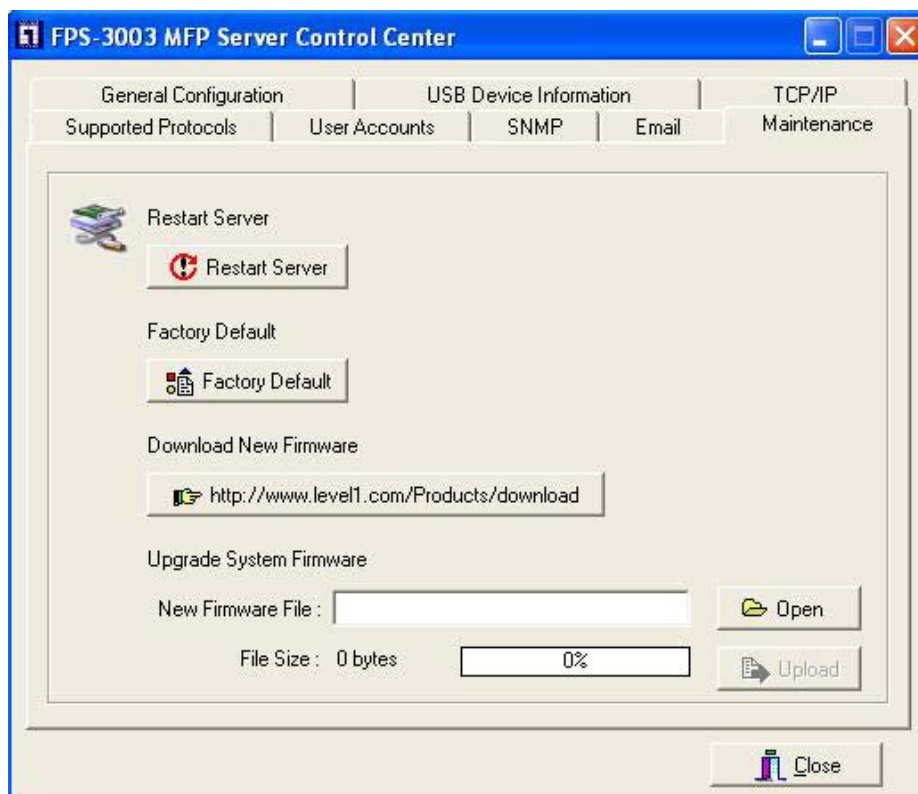 FPS-3003 MFP Server Control Center
General Configuration USB Device Information TCP/IP
Supported Protocols User Accounts SNMP Email Maintenance
Restart Server
Restart Server
Factory Default
Factory Default
Download New Firmware
http://www.level1.com/Products/download
Upgrade System Firmware
New Firmware File : Open
File Size : 0 bytes 0% Upload
Close